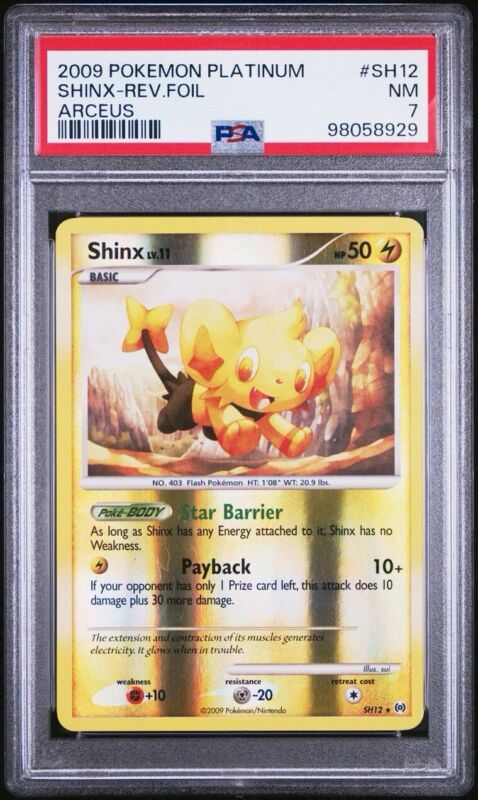 2009 POKEMON PLATINUM #SH12
SHINX-REV.FOIL NM
ARCEUS 7
PSA 98058929
Shinx LV.11 HP 50
BASIC
NO. 403 Flash Pokémon HT: 1'08" WT: 20.9 lbs.
Poké-BODY Star Barrier
As long as Shinx has any Energy attached to it, Shinx has no
Weakness.
Payback 10+
If your opponent has only 1 Prize card left, this attack does 10
damage plus 30 more damage.
The extension and contraction of its muscles generates
electricity. It glows when in trouble.
Illus. sui
weakness resistance retreat cost
+10 -20
©2009 Pokémon/Nintendo SH12 ★